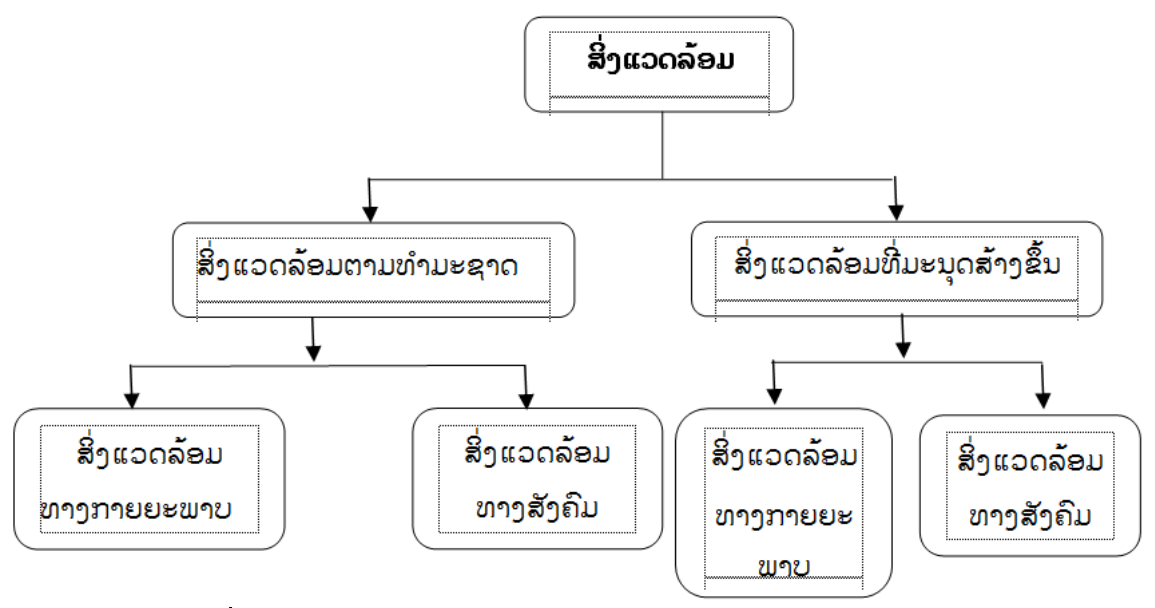 ສິ່ງແວດລ້ອມ
ສິ່ງແວດລ້ອມຕາມທຳມະຊາດ
ສິ່ງແວດລ້ອມທີ່ມະນຸດສ້າງຂຶ້ນ
ສິ່ງແວດລ້ອມ
ທາງກາຍຍະພາບ
ສິ່ງແວດລ້ອມ
ທາງສັງຄົມ
ສິ່ງແວດລ້ອມ
ທາງກາຍຍະ
ພາບ
ສິ່ງແວດລ້ອມ
ທາງສັງຄົມ